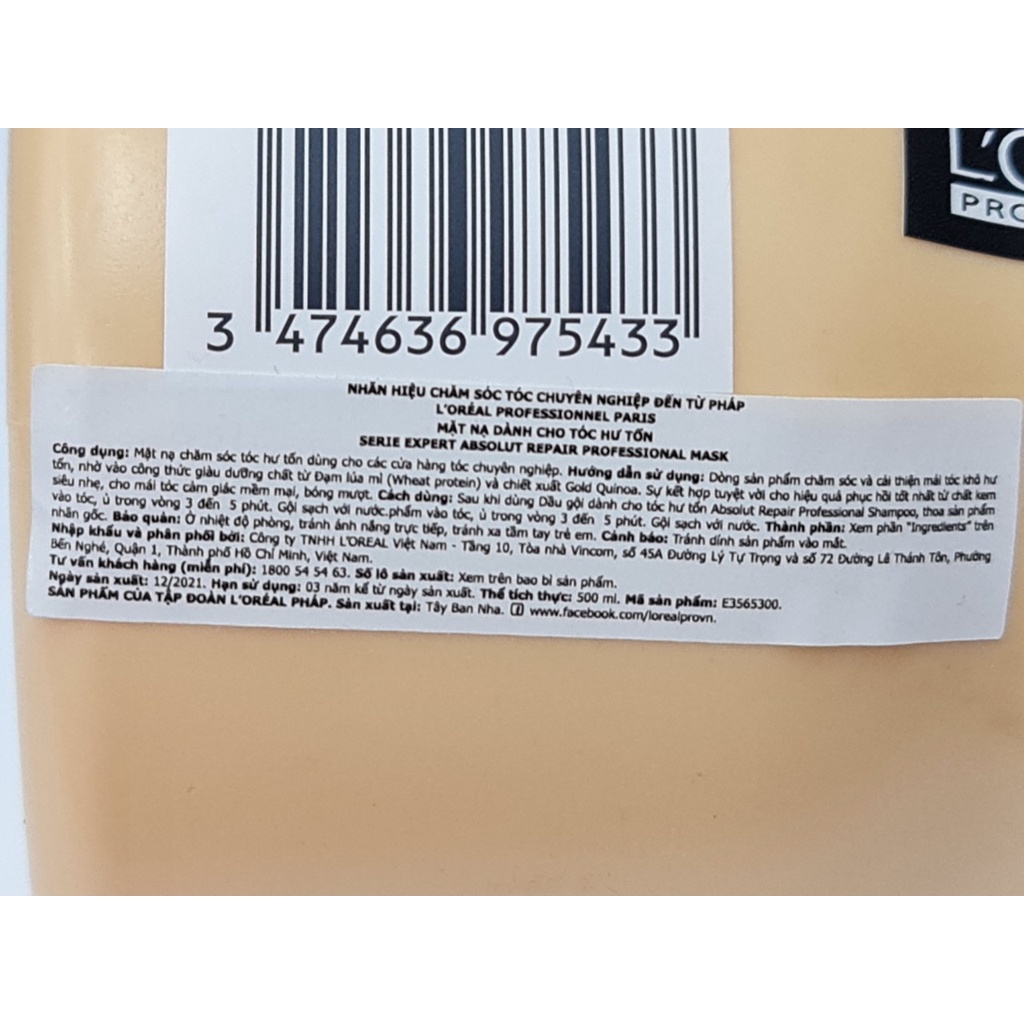 L'O
PRO
3 474636 975433
NHÃN HIỆU CHĂM SÓC TÓC CHUYÊN NGHIỆP ĐẾN TỪ PHÁP
L'ORÉAL PROFESSIONNEL PARIS
MẶT NẠ DÀNH CHO TÓC HƯ TỔN
SERIE EXPERT ABSOLUT REPAIR PROFESSIONAL MASK
Công dụng: Mặt nạ chăm sóc tóc hư tổn dùng cho các cửa hàng tóc chuyên nghiệp. Hướng dẫn sử dụng: Dòng sản phẩm chăm sóc và cải thiện mái tóc khô hư
tổn, nhờ vào công thức giàu dưỡng chất từ Đạm lúa mì (Wheat protein) và chiết xuất Gold Quinoa. Sự kết hợp tuyệt vời cho hiệu quả phục hồi tốt nhất từ chất kem
siêu nhẹ, cho mái tóc cảm giác mềm mại, bóng mượt. Cách dùng: Sau khi dùng Dầu gội dành cho tóc hư tổn Absolut Repair Professional Shampoo, thoa sản phẩm
vào tóc, ủ trong vòng 3 đến 5 phút. Gội sạch với nước.phẩm vào tóc, ủ trong vòng 3 đến 5 phút. Gội sạch với nước. Thành phần: Xem phần "Ingredients" trên
nhãn gốc. Bảo quản: Ở nhiệt độ phòng, tránh ánh nắng trực tiếp, tránh xa tầm tay trẻ em. Cảnh báo: Tránh dính sản phẩm vào mắt.
Nhập khẩu và phân phối bởi: Công ty TNHH L'OREAL Việt Nam - Tầng 10, Tòa nhà Vincom, số 45A Đường Lý Tự Trọng và số 72 Đường Lê Thánh Tôn, Phường
Bến Nghé, Quận 1, Thành phố Hồ Chí Minh, Việt Nam.
Tư vấn khách hàng (miễn phí): 1800 54 54 63. Số lô sản xuất: Xem trên bao bì sản phẩm.
Ngày sản xuất: 12/2021. Hạn sử dụng: 03 năm kể từ ngày sản xuất. Thể tích thực: 500 ml. Mã sản phẩm: E3565300.
SẢN PHẨM CỦA TẬP ĐOÀN L'ORÉAL PHÁP. Sản xuất tại: Tây Ban Nha. f www.facebook.com/lorealprovn.